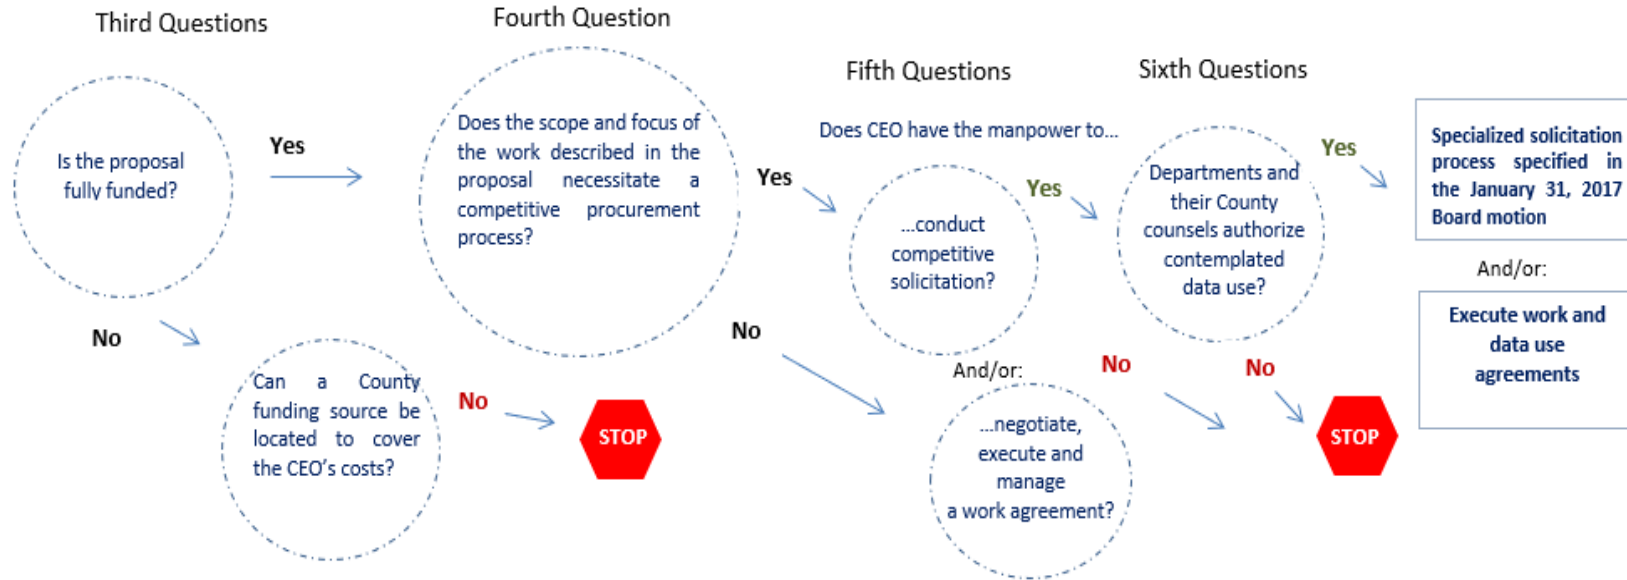 Third Questions
Is the proposal
fully funded?
Yes
No
Can a County
funding source be
located to cover
the CEO's costs?
No
STOP
Fourth Question
Does the scope and focus of
the work described in the
proposal necessitate a
competitive procurement
process?
Yes
No
Fifth Questions
Does CEO have the manpower to...
...conduct
competitive
solicitation?
And/or:
...negotiate,
execute and
manage
a work agreement?
Yes
No
Sixth Questions
Departments and
their County
counsels authorize
contemplated
data use?
Yes
No
STOP
Specialized solicitation
process specified in
the January 31, 2017
Board motion
And/or:
Execute work and
data use
agreements